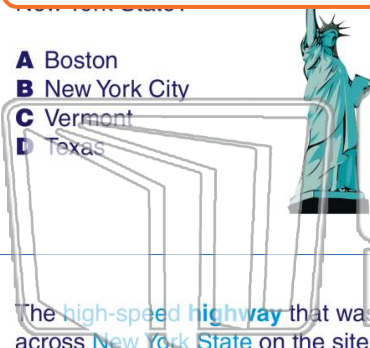 New York State?
A Boston
B New York City
C Vermont
D Texas
The high-speed highway that was
across New York State on the site